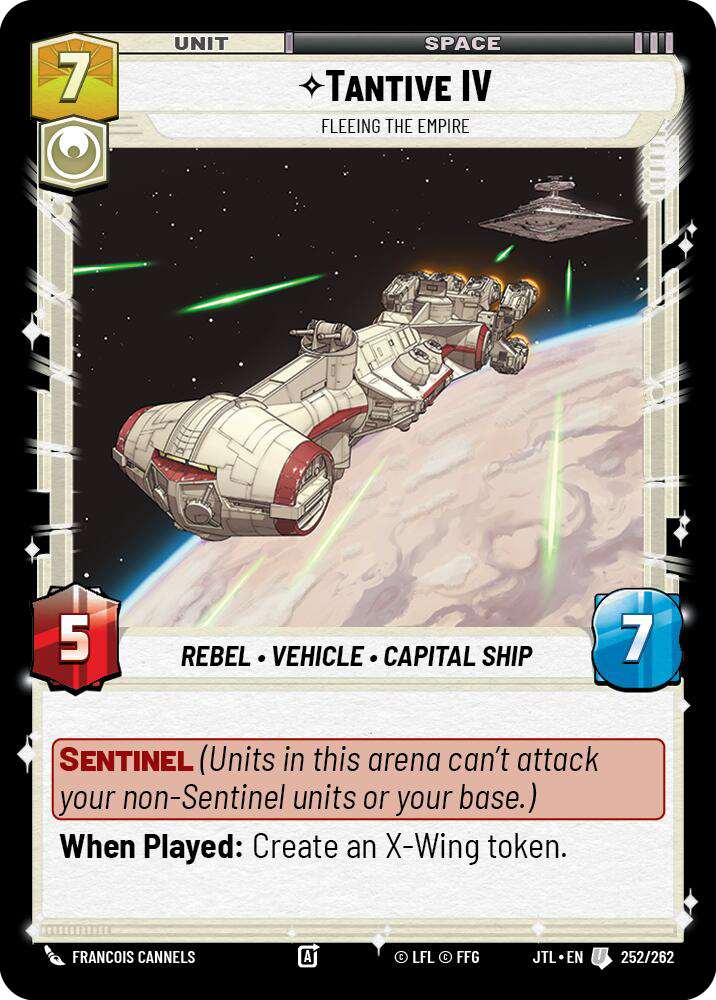 UNIT
SPACE
7
✧TANTIVE IV
FLEEING THE EMPIRE
5
REBEL • VEHICLE • CAPITAL SHIP
7
SENTINEL (Units in this arena can't attack
your non-Sentinel units or your base.)
When Played: Create an X-Wing token.
FRANCOIS CANNELS
A
© LFL © FFG
JTL • EN
U
252/262